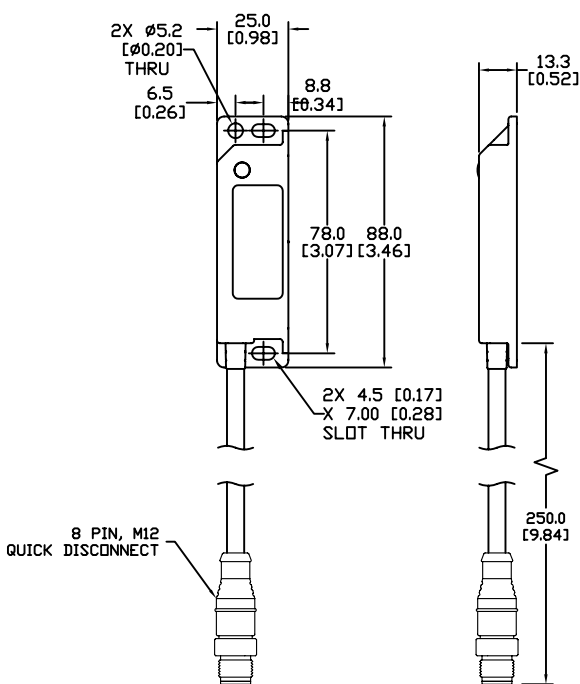 2X ø5.2
[ø0.20]
THRU
25.0
[0.98]
6.5
[0.26]
8.8
[0.34]
13.3
[0.52]
78.0
[3.07]
88.0
[3.46]
2X 4.5 [0.17]
X 7.00 [0.28]
SLOT THRU
8 PIN, M12
QUICK DISCONNECT
250.0
[9.84]